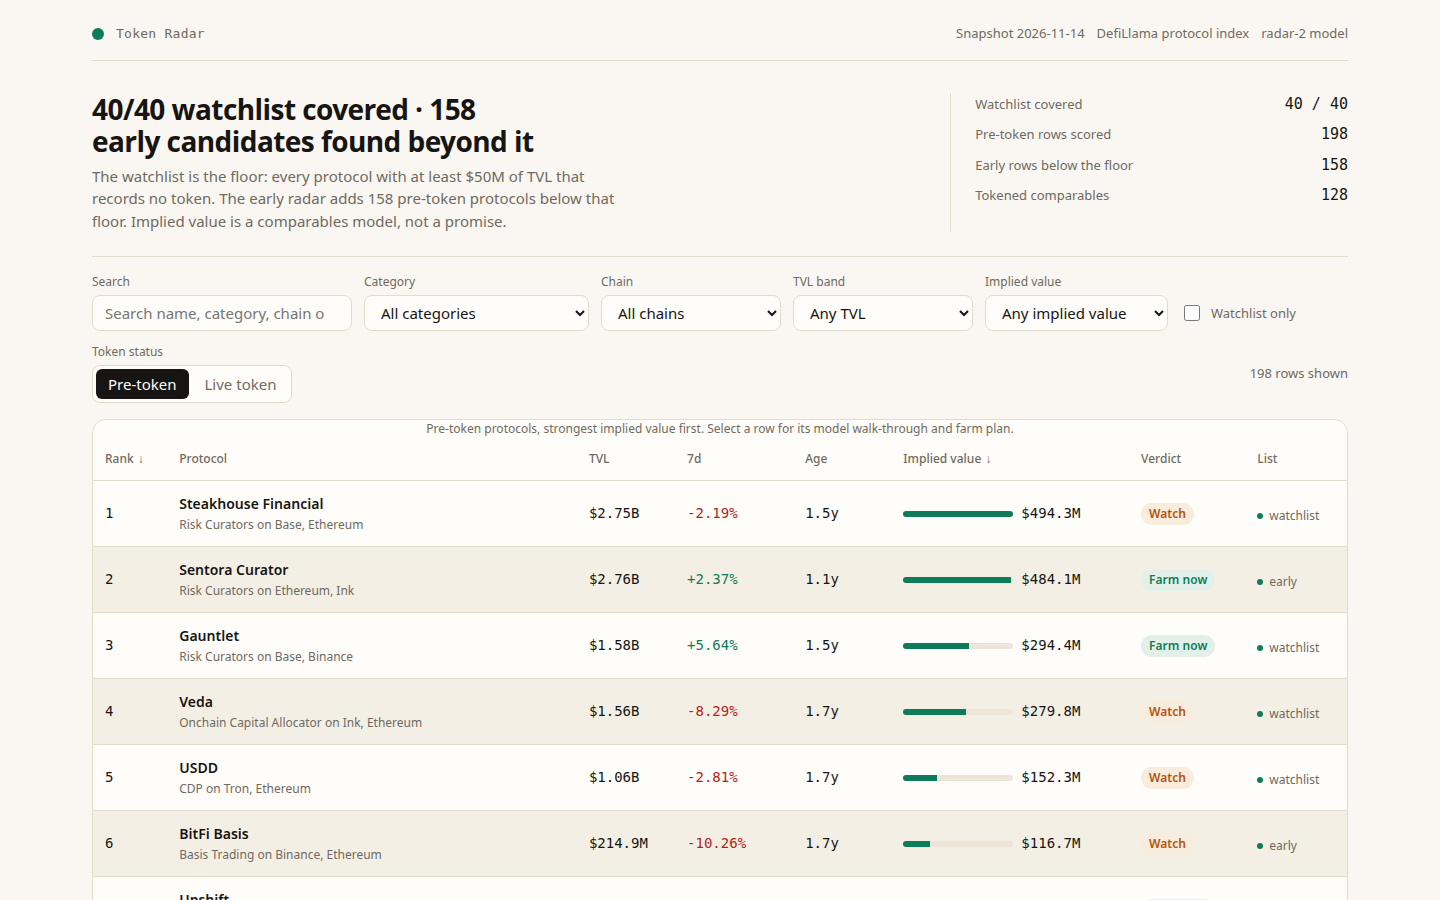 Token Radar
Snapshot 2026-11-14 DefiLlama protocol index radar-2 model
40/40 watchlist covered · 158
early candidates found beyond it
The watchlist is the floor: every protocol with at least $50M of TVL that
records no token. The early radar adds 158 pre-token protocols below that
floor. Implied value is a comparables model, not a promise.
Watchlist covered 40 / 40
Pre-token rows scored 198
Early rows below the floor 158
Tokened comparables 128
Search Category Chain TVL band Implied value
Search name, category, chain o All categories All chains Any TVL Any implied value Watchlist only
Token status
Pre-token Live token 198 rows shown
Pre-token protocols, strongest implied value first. Select a row for its model walk-through and farm plan.
Rank ↓ Protocol TVL 7d Age Implied value ↓ Verdict List
1 Steakhouse Financial $2.75B -2.19% 1.5y $494.3M Watch watchlist
Risk Curators on Base, Ethereum
2 Sentora Curator $2.76B +2.37% 1.1y $484.1M Farm now early
Risk Curators on Ethereum, Ink
3 Gauntlet $1.58B +5.64% 1.5y $294.4M Farm now watchlist
Risk Curators on Base, Binance
4 Veda $1.56B -8.29% 1.7y $279.8M Watch watchlist
Onchain Capital Allocator on Ink, Ethereum
5 USDD $1.06B -2.81% 1.7y $152.3M Watch watchlist
CDP on Tron, Ethereum
6 BitFi Basis $214.9M -10.26% 1.7y $116.7M Watch early
Basis Trading on Binance, Ethereum
Upshift